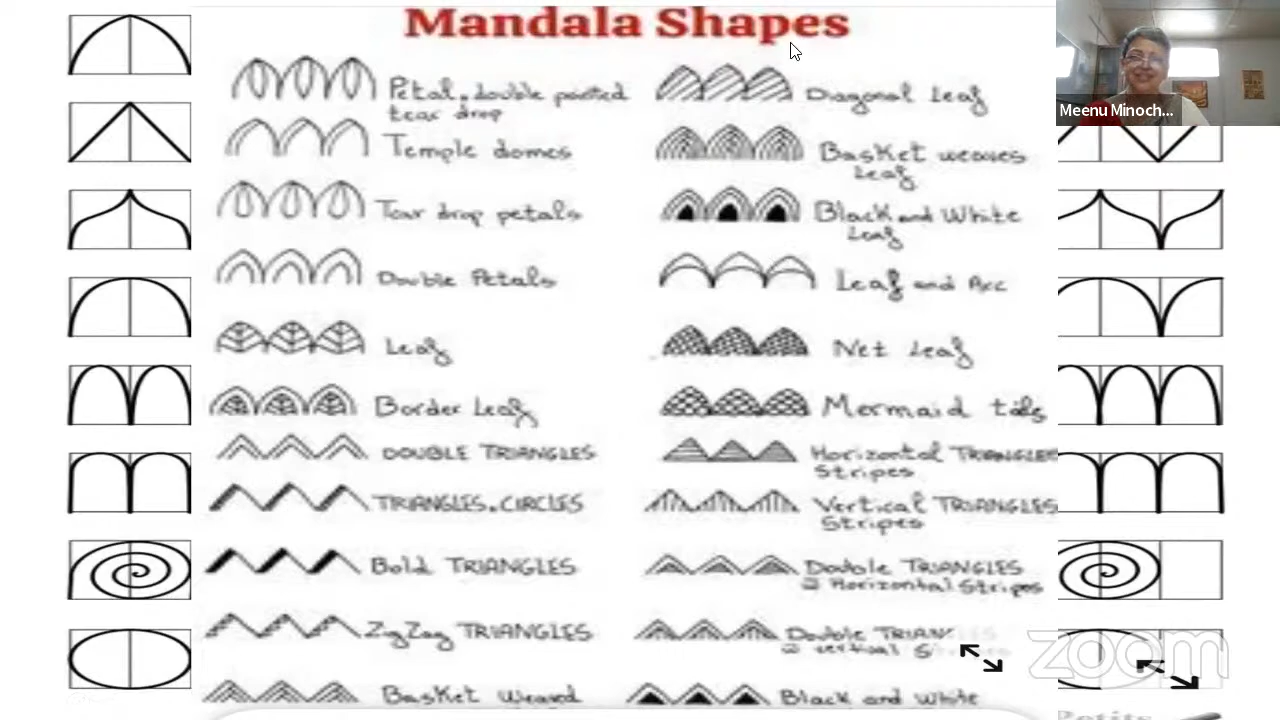 Mandala Shapes
Meenu Minoch...
Petal. double pointed
tear drop
Temple domes
Tear drop petals
Double Petals
Leaf
Border Leaf
DOUBLE TRIANGLES
TRIANGLES.CIRCLES
Bold TRIANGLES
ZigZag TRIANGLES
Basket Weaved
Diagonal Leaf
Basket weaves
Leaf
Black and White
Leaf
Leaf and Arc
Net Leaf
Mermaid
Horizontal TRIANGLES
Stripes
Vertical TRIANGLES
Stripes
Double TRIANGLES
Horizontal Stripes
Double TRIAN
vertical S
Black and White
zoom
Petits